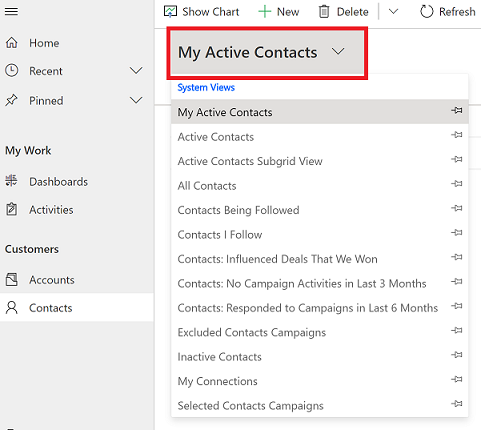 Show Chart
New
Delete
Refresh
Home
Recent
Pinned
My Work
Dashboards
Activities
Customers
Accounts
Contacts
My Active Contacts
System Views
My Active Contacts
Active Contacts
Active Contacts Subgrid View
All Contacts
Contacts Being Followed
Contacts I Follow
Contacts: Influenced Deals That We Won
Contacts: No Campaign Activities in Last 3 Months
Contacts: Responded to Campaigns in Last 6 Months
Excluded Contacts Campaigns
Inactive Contacts
My Connections
Selected Contacts Campaigns